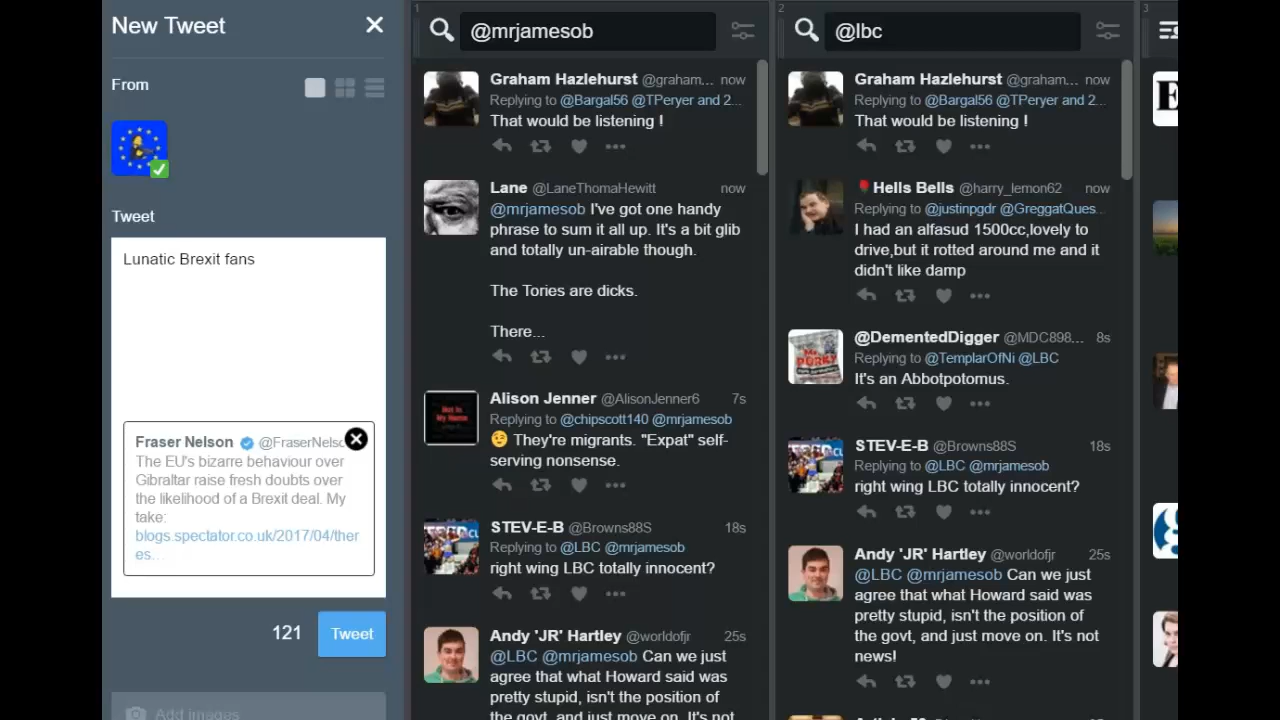 New Tweet
From
Tweet
Lunatic Brexit fans
Fraser Nelson @FraserNelso
The EU's bizarre behaviour over
Gibraltar raise fresh doubts over
the likelihood of a Brexit deal. My
take:
blogs.spectator.co.uk/2017/04/ther
es…
121
Tweet
Add images
1
@mrjamesob
Graham Hazlehurst @graham... now
Replying to @Bargal56 @TPeryer and 2...
That would be listening !
Lane @LaneThomaHewitt now
@mrjamesob I've got one handy
phrase to sum it all up. It's a bit glib
and totally un-airable though.
The Tories are dicks.
There...
Alison Jenner @AlisonJenner6 7s
Replying to @chipscott140 @mrjamesob
😉 They're migrants. "Expat" self-
serving nonsense.
STEV-E-B @Browns88S 18s
Replying to @LBC @mrjamesob
right wing LBC totally innocent?
Andy 'JR' Hartley @worldofjr 25s
@LBC @mrjamesob Can we just
agree that what Howard said was
pretty stupid, isn't the position of
the govt, and just move on. It's not
2
@lbc
Graham Hazlehurst @graham... now
Replying to @Bargal56 @TPeryer and 2...
That would be listening !
🌹Hells Bells @harry_lemon62 now
Replying to @justinpgdr @GreggatQues..
I had an alfasud 1500cc,lovely to
drive,but it rotted around me and it
didn't like damp
@DementedDigger @MDC898... 8s
Replying to @TemplarOfNi @LBC
It's an Abbotpotomus.
STEV-E-B @Browns88S 18s
Replying to @LBC @mrjamesob
right wing LBC totally innocent?
Andy 'JR' Hartley @worldofjr 25s
@LBC @mrjamesob Can we just
agree that what Howard said was
pretty stupid, isn't the position of
the govt, and just move on. It's not
news!
3
E